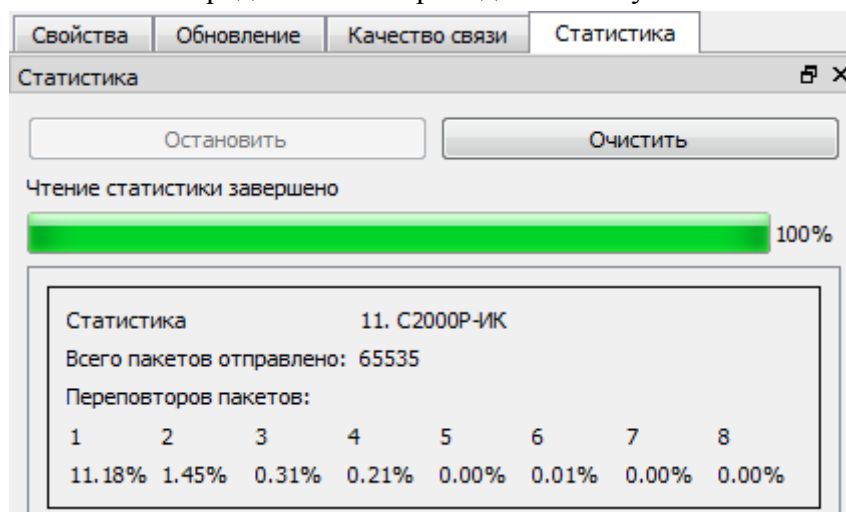 Свойства Обновление Качество связи Статистика
Статистика
Остановить Очистить
Чтение статистики завершено
100%
Статистика 11. С2000Р-ИК
Всего пакетов отправлено: 65535
Переповторов пакетов:
1 2 3 4 5 6 7 8
11.18% 1.45% 0.31% 0.21% 0.00% 0.01% 0.00% 0.00%